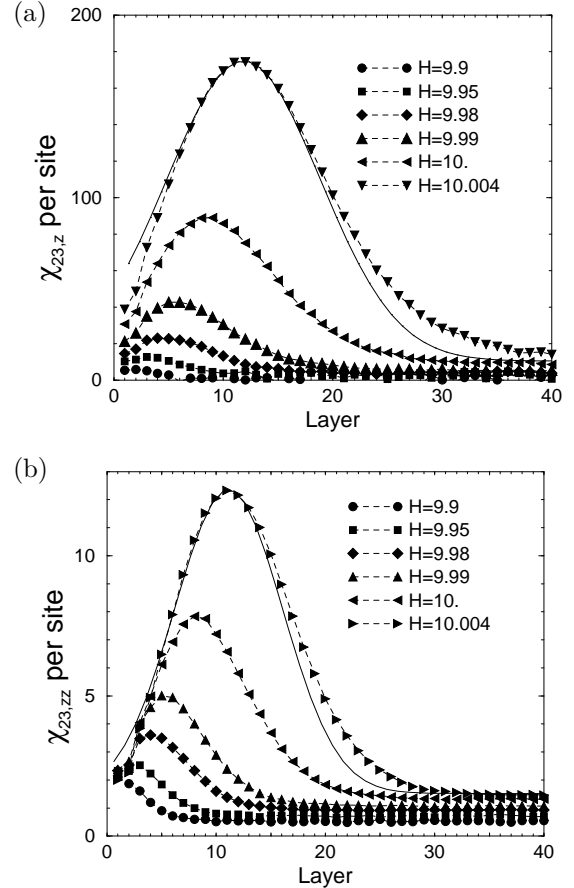 (a)
200
100
0
χ23,z per site
H=9.9
H=9.95
H=9.98
H=9.99
H=10.
H=10.004
0 10 20 30 40
Layer
(b)
10
5
0
χ23,zz per site
H=9.9
H=9.95
H=9.98
H=9.99
H=10.
H=10.004
0 10 20 30 40
Layer